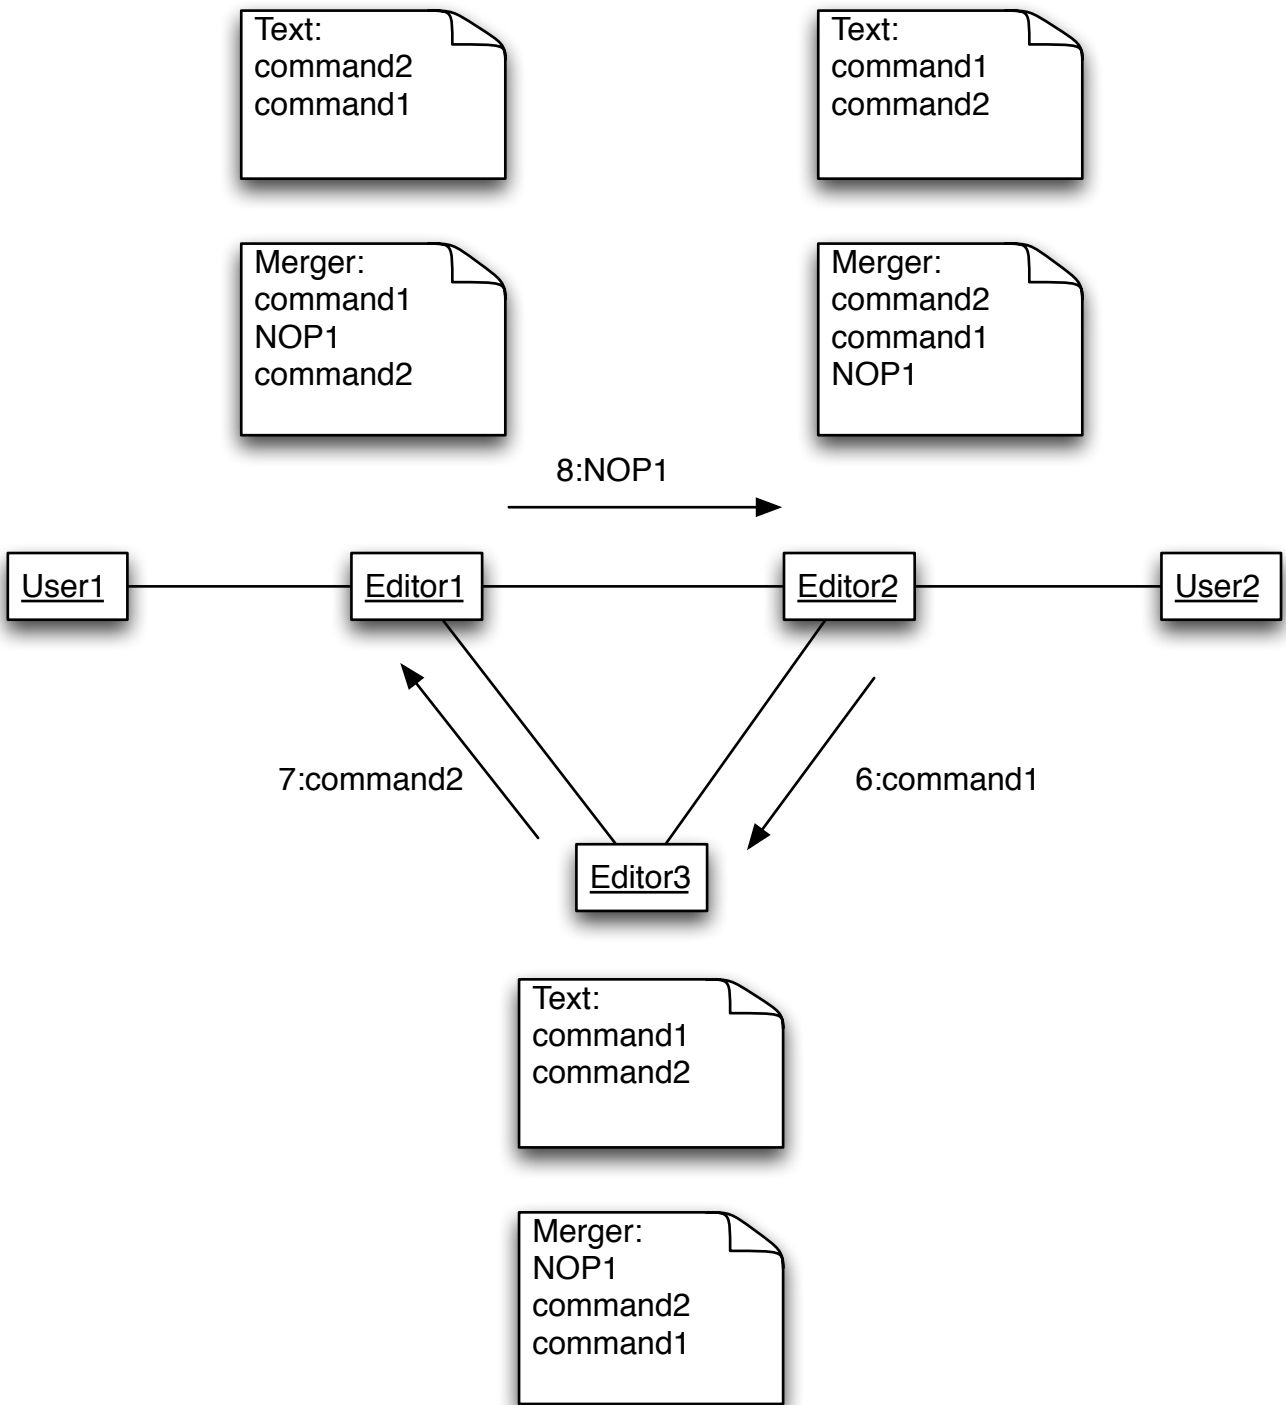 Text:
command2
command1
Text:
command1
command2
Merger:
command1
NOP1
command2
Merger:
command2
command1
NOP1
8:NOP1
User1
Editor1
Editor2
User2
7:command2
6:command1
Editor3
Text:
command1
command2
Merger:
NOP1
command2
command1